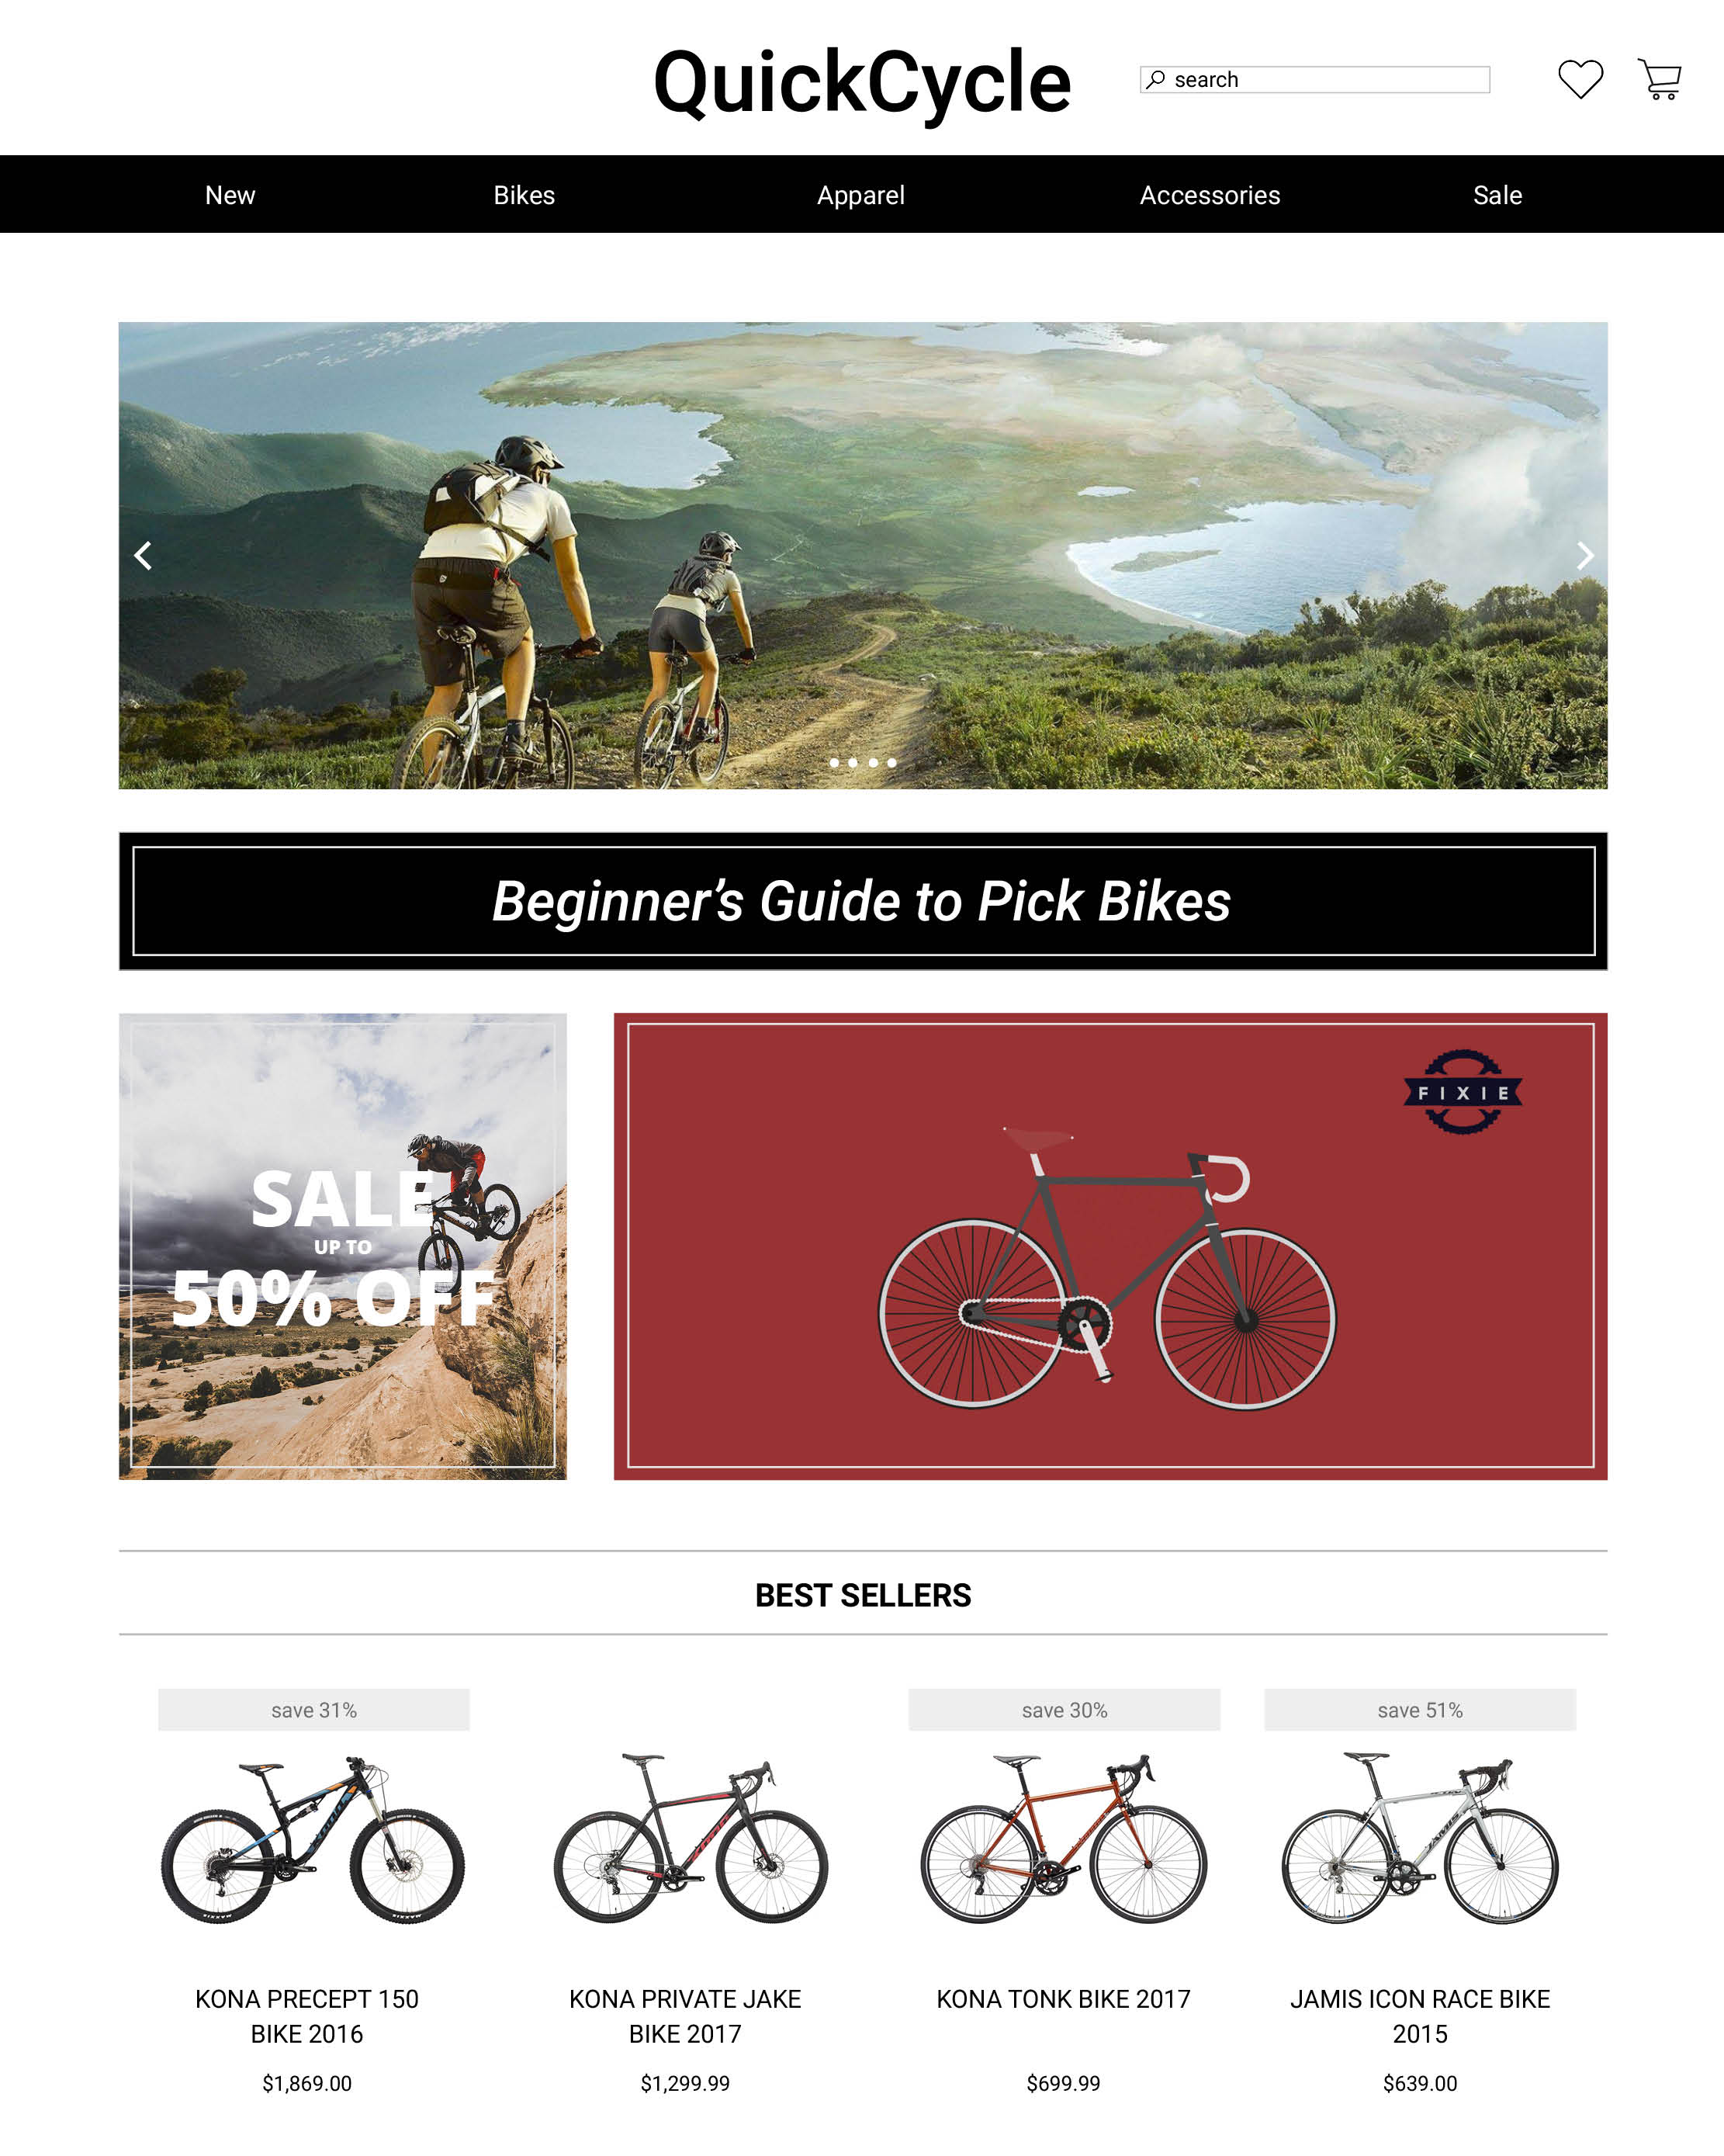 QuickCycle
search
New
Bikes
Apparel
Accessories
Sale
Beginner’s Guide to Pick Bikes
SALE
UP TO
50% OFF
FIXIE
BEST SELLERS
save 31%
save 30%
save 51%
KONA PRECEPT 150
BIKE 2016
$1,869.00
KONA PRIVATE JAKE
BIKE 2017
$1,299.99
KONA TONK BIKE 2017
$699.99
JAMIS ICON RACE BIKE
2015
$639.00